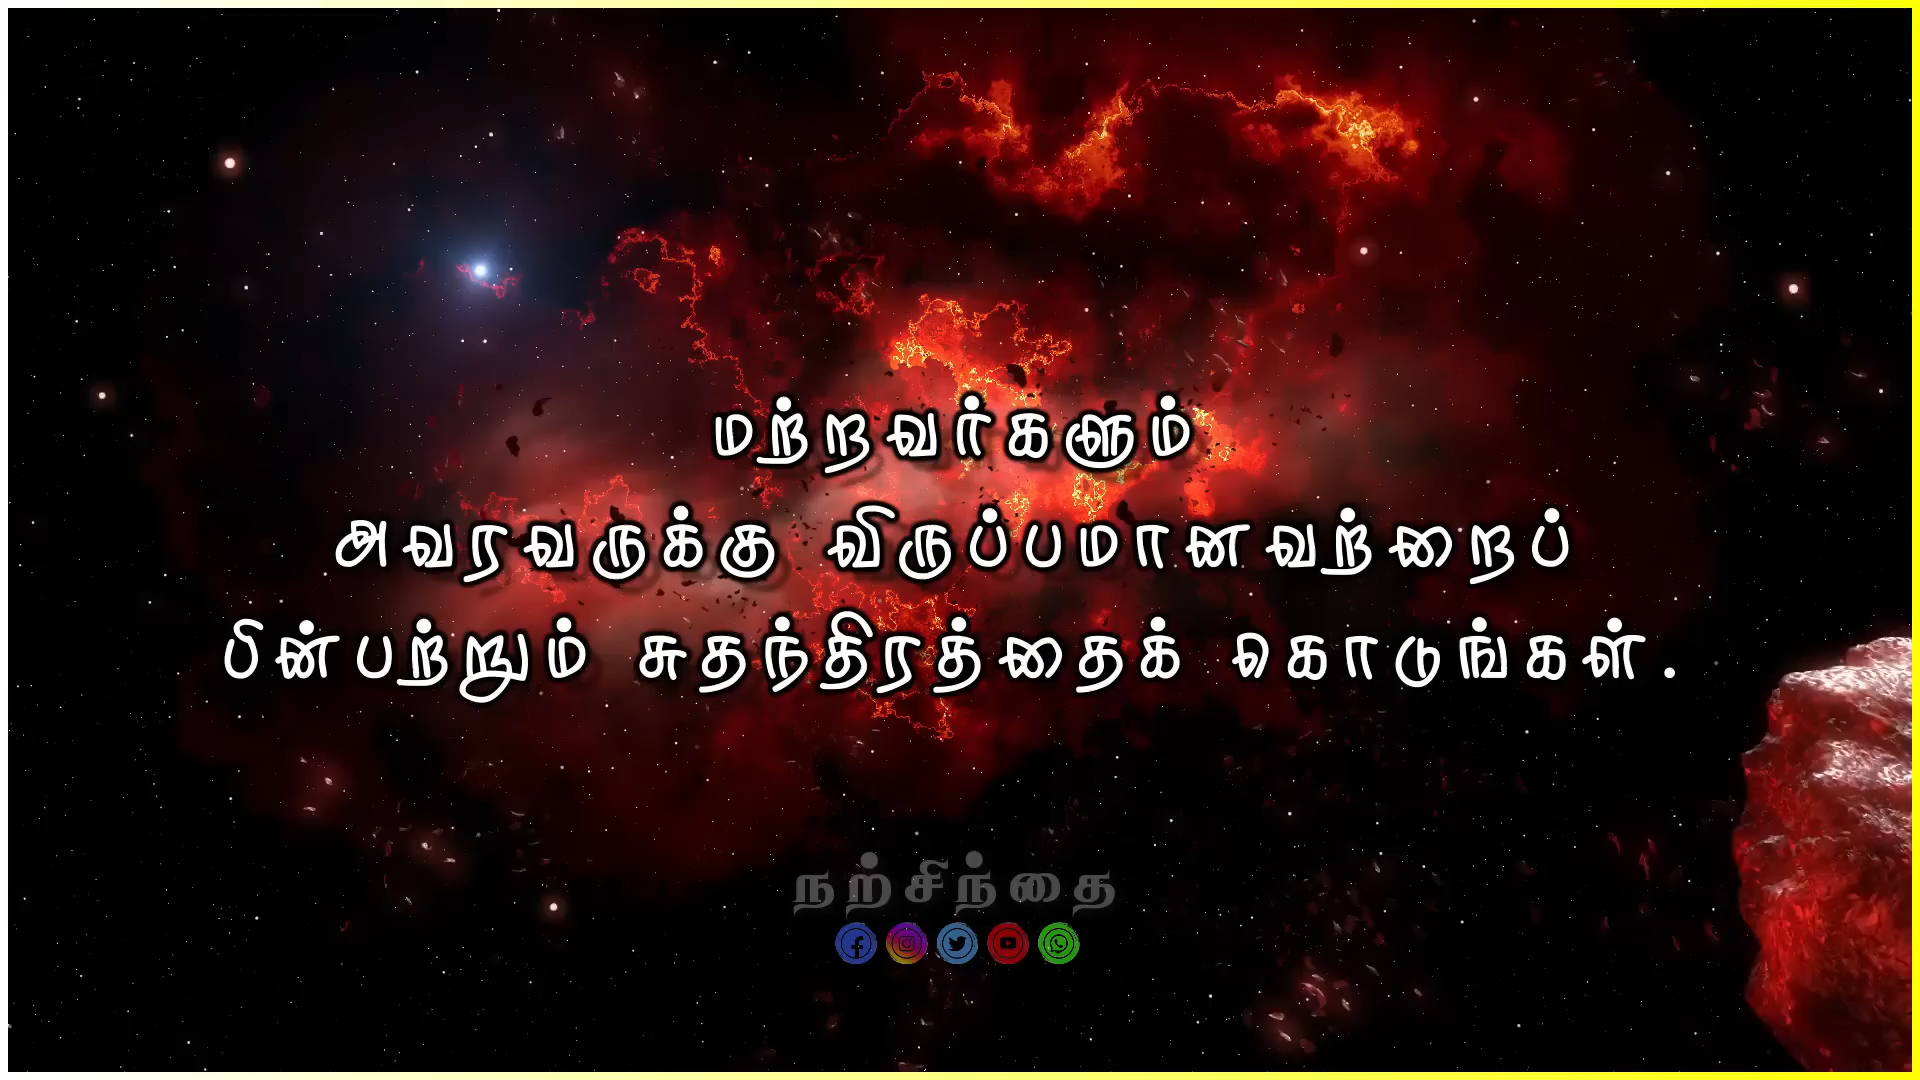 மற்றவர்களும்
அவரவருக்கு விருப்பமானவற்றைப்
பின்பற்றும் சுதந்திரத்தைக் கொடுங்கள்.
நற்சிந்தை